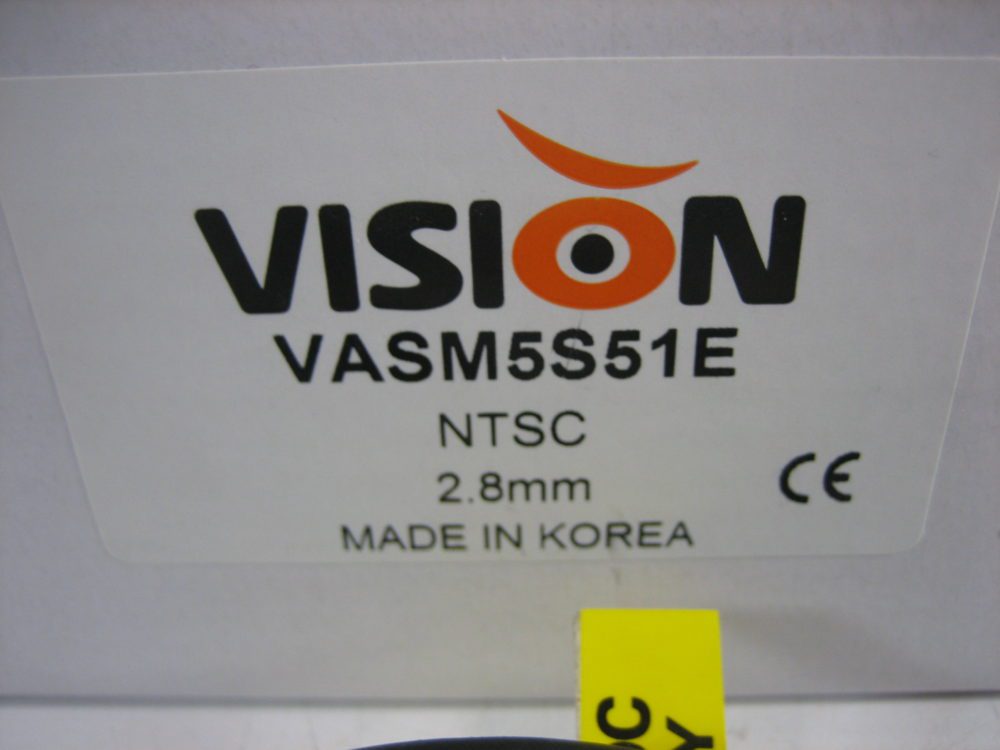 VISION
VASM5S51E
NTSC
2.8mm
CE
MADE IN KOREA